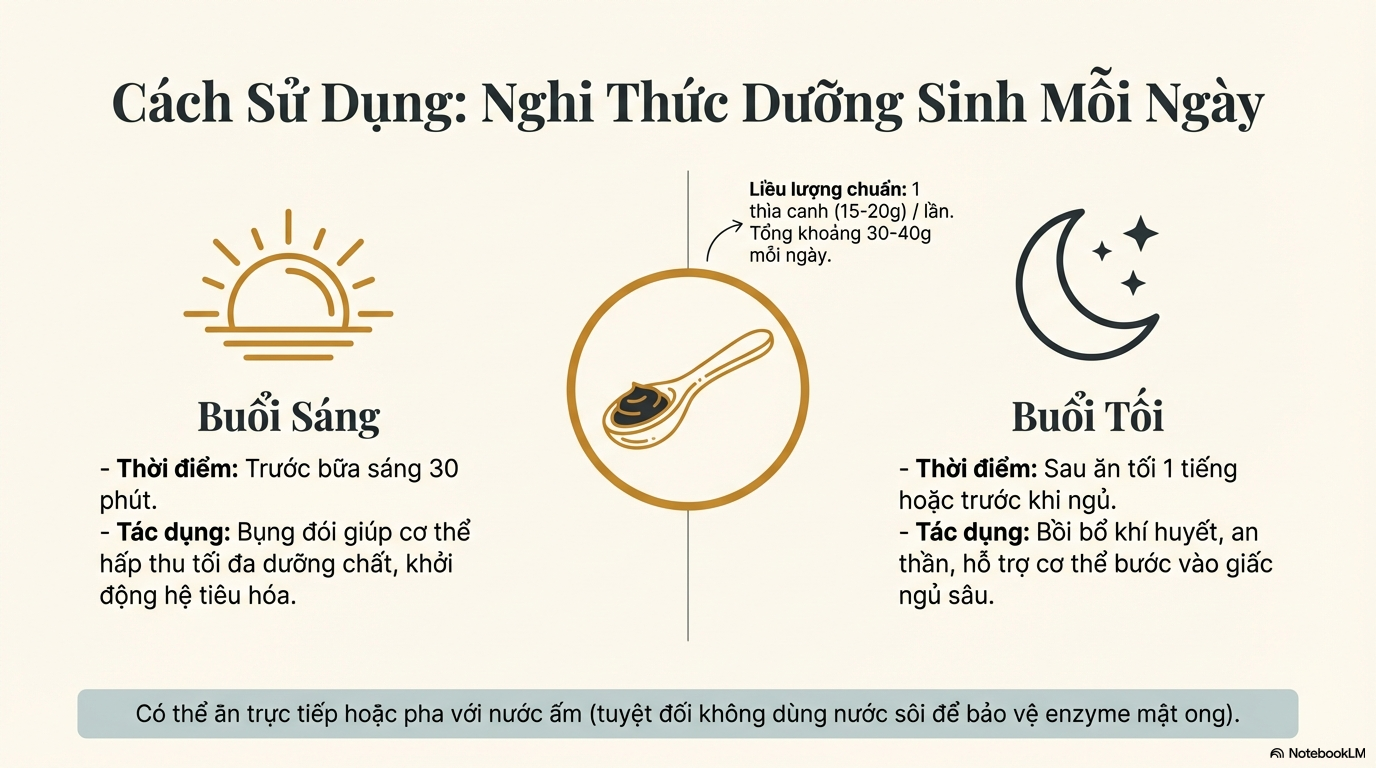 Cách Sử Dụng: Nghi Thức Dưỡng Sinh Mỗi Ngày
Liều lượng chuẩn: 1
thìa canh (15-20g) / lần.
Tổng khoảng 30-40g
mỗi ngày.
Buổi Sáng
- Thời điểm: Trước bữa sáng 30
phút.
- Tác dụng: Bụng đói giúp cơ thể
hấp thu tối đa dưỡng chất, khởi
động hệ tiêu hóa.
Buổi Tối
- Thời điểm: Sau ăn tối 1 tiếng
hoặc trước khi ngủ.
- Tác dụng: Bồi bổ khí huyết, an
thần, hỗ trợ cơ thể bước vào giấc
ngủ sâu.
Có thể ăn trực tiếp hoặc pha với nước ấm (tuyệt đối không dùng nước sôi để bảo vệ enzyme mật ong).
NotebookLM